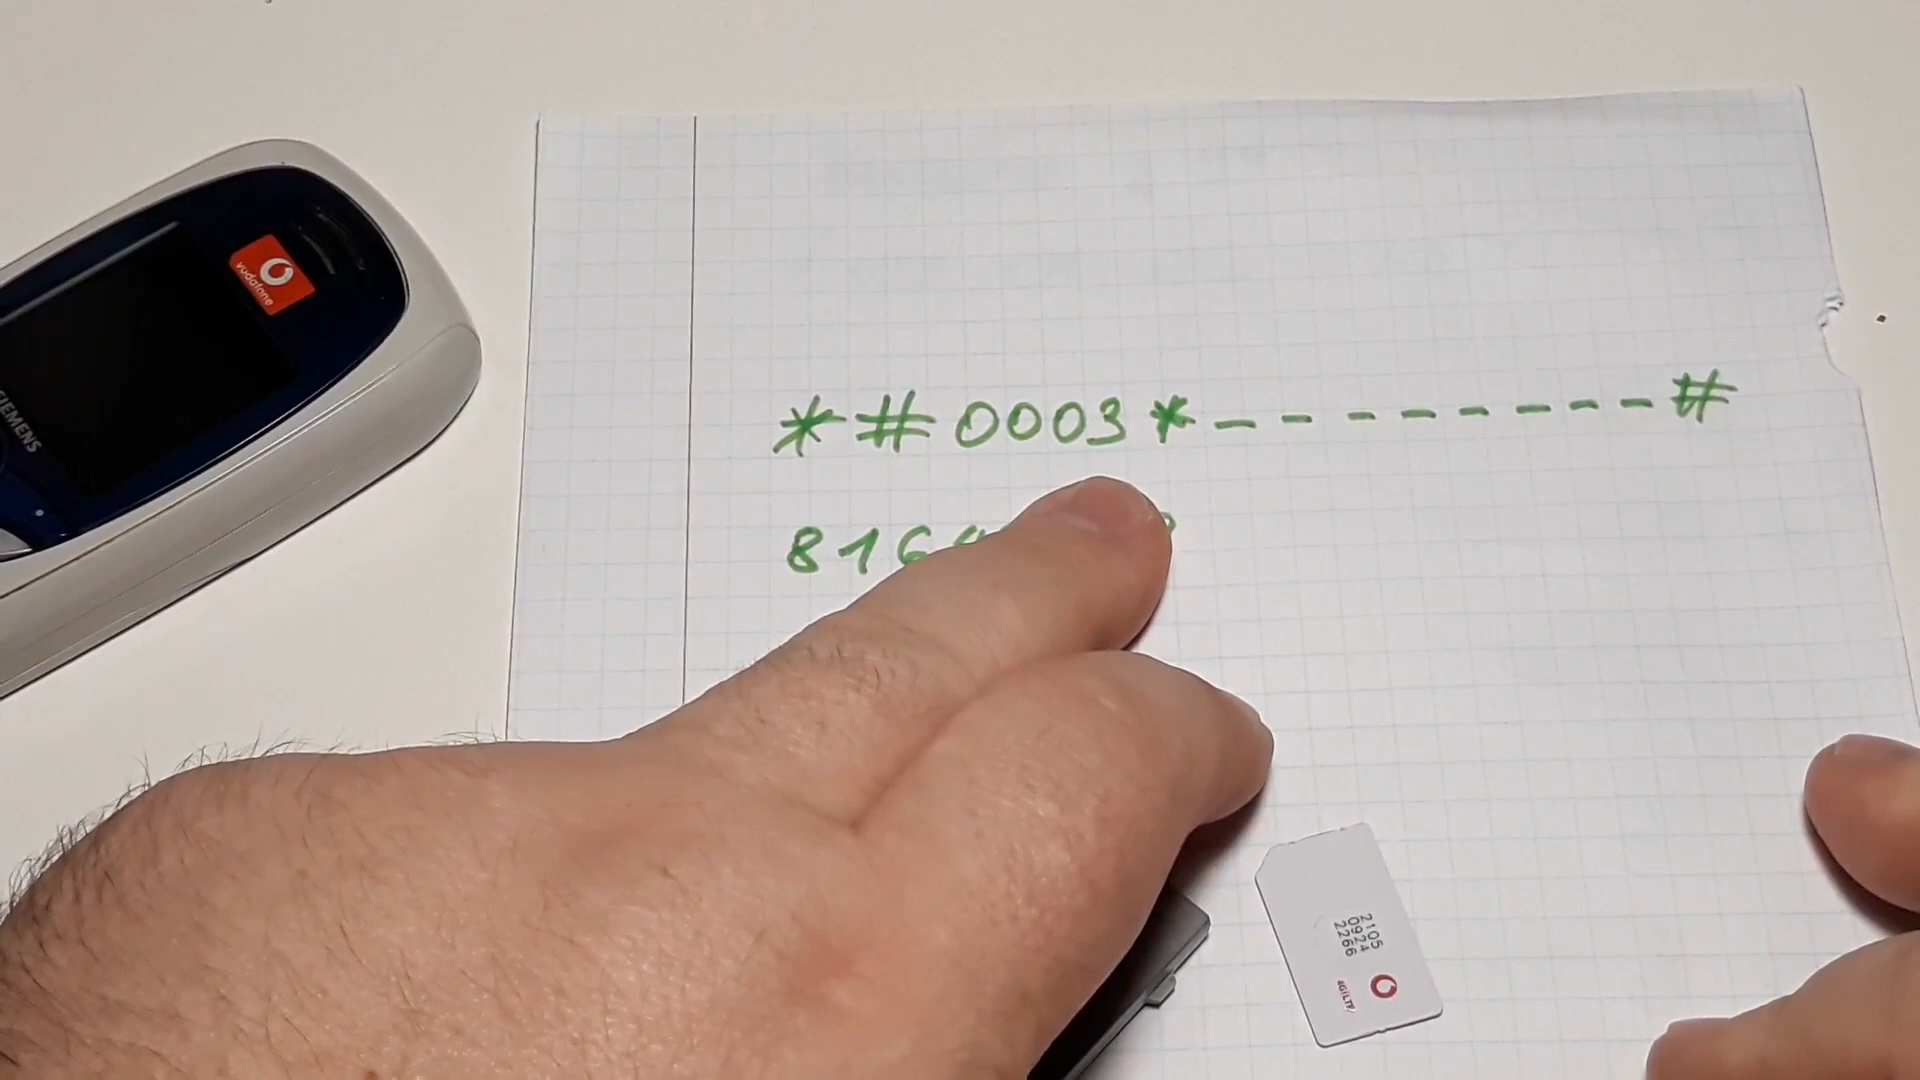 vodafone
SIEMENS
*#0003*_ _ _ _ _ _ _ _#
816
2105
0924
2266
4G/LTE